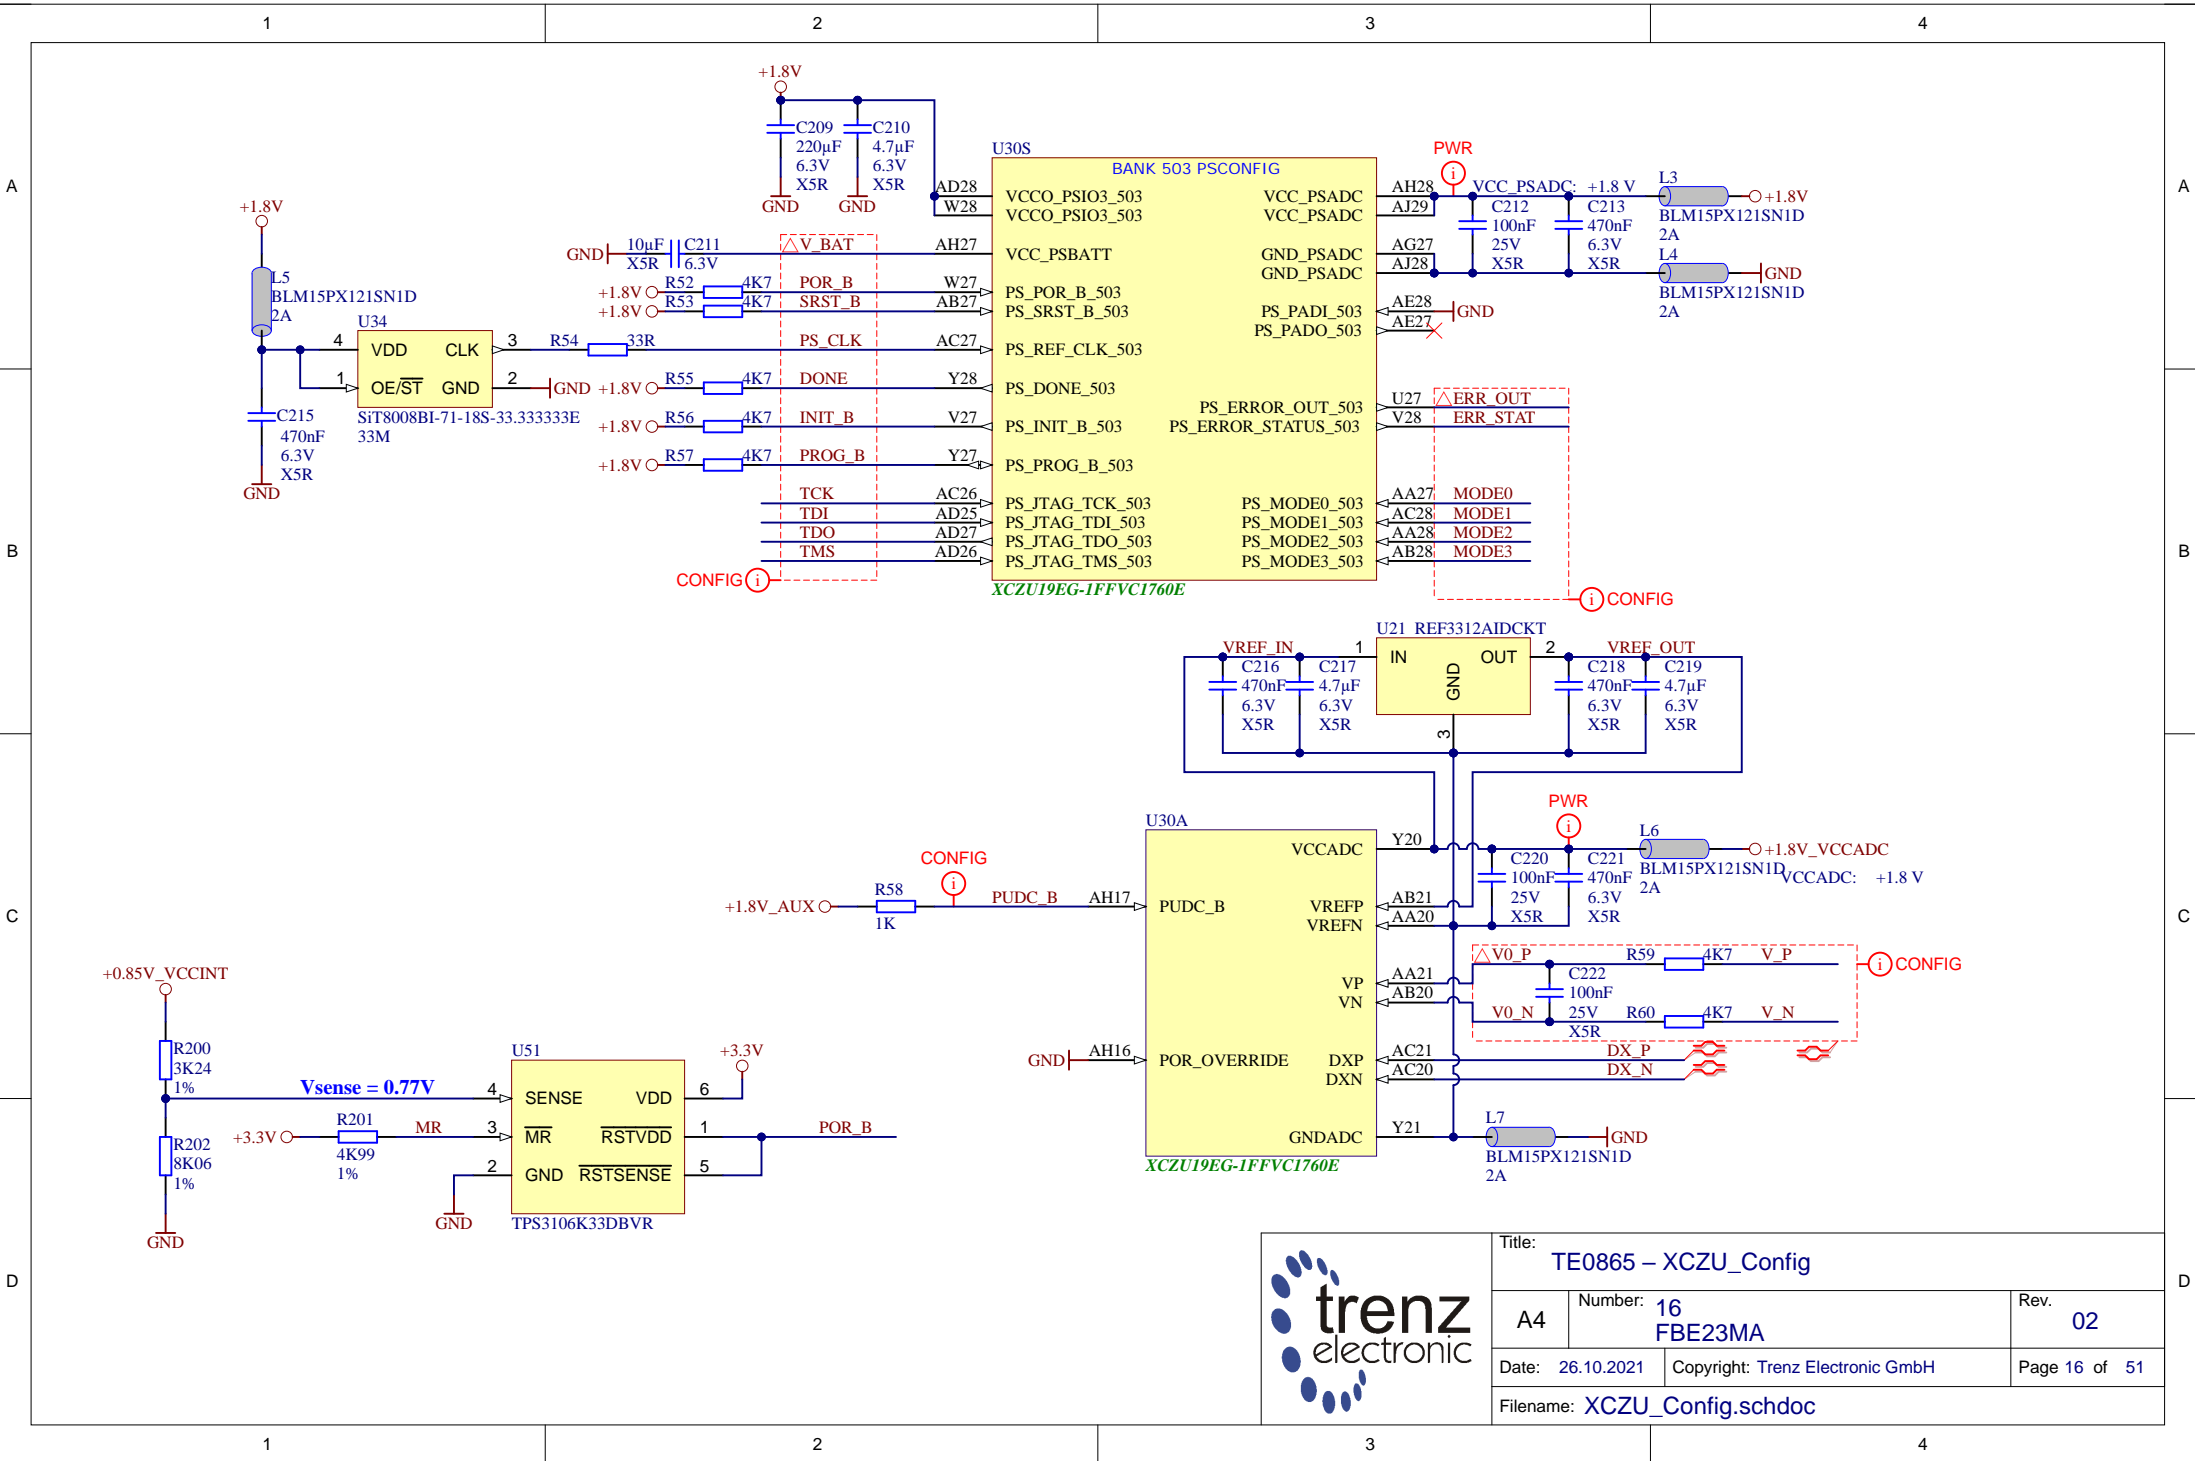 1 2 3 4
A A
B B
C C
D D
+1.8V
C209
220µF
6.3V
X5R
GND
C210
4.7µF
6.3V
X5R
GND
U30S
BANK 503 PSCONFIG
AD28 VCCO_PSIO3_503
W28 VCCO_PSIO3_503
GND 10µF X5R C211 6.3V V_BAT AH27 VCC_PSBATT
+1.8V R52 4K7 POR_B W27 PS_POR_B_503
+1.8V R53 4K7 SRST_B AB27 PS_SRST_B_503
R54 33R PS_CLK AC27 PS_REF_CLK_503
+1.8V R55 4K7 DONE Y28 PS_DONE_503
+1.8V R56 4K7 INIT_B V27 PS_INIT_B_503
+1.8V R57 4K7 PROG_B Y27 PS_PROG_B_503
TCK AC26 PS_JTAG_TCK_503
TDI AD25 PS_JTAG_TDI_503
TDO AD27 PS_JTAG_TDO_503
TMS AD26 PS_JTAG_TMS_503
CONFIG i
XCZU19EG-1FFVC1760E
VCC_PSADC AH28
VCC_PSADC AJ29
GND_PSADC AG27
GND_PSADC AJ28
PS_PADI_503 AE28 GND
PS_PADO_503 AE27
PS_ERROR_OUT_503 U27 ERR_OUT
PS_ERROR_STATUS_503 V28 ERR_STAT
PS_MODE0_503 AA27 MODE0
PS_MODE1_503 AC28 MODE1
PS_MODE2_503 AA28 MODE2
PS_MODE3_503 AB28 MODE3
i CONFIG
PWR
i
VCC_PSADC: +1.8 V
C212
100nF
25V
X5R
C213
470nF
6.3V
X5R
L3
+1.8V
BLM15PX121SN1D
2A
L4
GND
BLM15PX121SN1D
2A
+1.8V
L5
BLM15PX121SN1D
2A
U34
4 VDD CLK 3
1 OE/ST GND 2 GND
SiT8008BI-71-18S-33.333333E
33M
C215
470nF
6.3V
X5R
GND
U21 REF3312AIDCKT
VREF_IN 1 IN OUT 2 VREF_OUT
GND
3
C216
470nF
6.3V
X5R
C217
4.7µF
6.3V
X5R
C218
470nF
6.3V
X5R
C219
4.7µF
6.3V
X5R
U30A
CONFIG
i
+1.8V_AUX R58 1K PUDC_B AH17 PUDC_B
GND AH16 POR_OVERRIDE
VCCADC Y20
VREFP AB21
VREFN AA20
VP AA21
VN AB20
DXP AC21 DX_P
DXN AC20 DX_N
GNDADC Y21
XCZU19EG-1FFVC1760E
PWR
i
C220
100nF
25V
X5R
C221
470nF
6.3V
X5R
L6
+1.8V_VCCADC
BLM15PX121SN1D
2A
VCCADC: +1.8 V
V0_P R59 4K7 V_P
i CONFIG
C222
100nF
25V
X5R
V0_N R60 4K7 V_N
L7
GND
BLM15PX121SN1D
2A
+0.85V_VCCINT
R200
3K24
1%
Vsense = 0.77V
R202
8K06
1%
GND
+3.3V R201 MR
4K99
1%
U51
4 SENSE VDD 6 +3.3V
3 MR RSTVDD 1 POR_B
2 GND RSTSENSE 5
GND
TPS3106K33DBVR
trenz
electronic
Title:
TE0865 – XCZU_Config
A4
Number: 16
FBE23MA
Rev.
02
Date: 26.10.2021
Copyright: Trenz Electronic GmbH
Page 16 of 51
Filename: XCZU_Config.schdoc
1 2 3 4